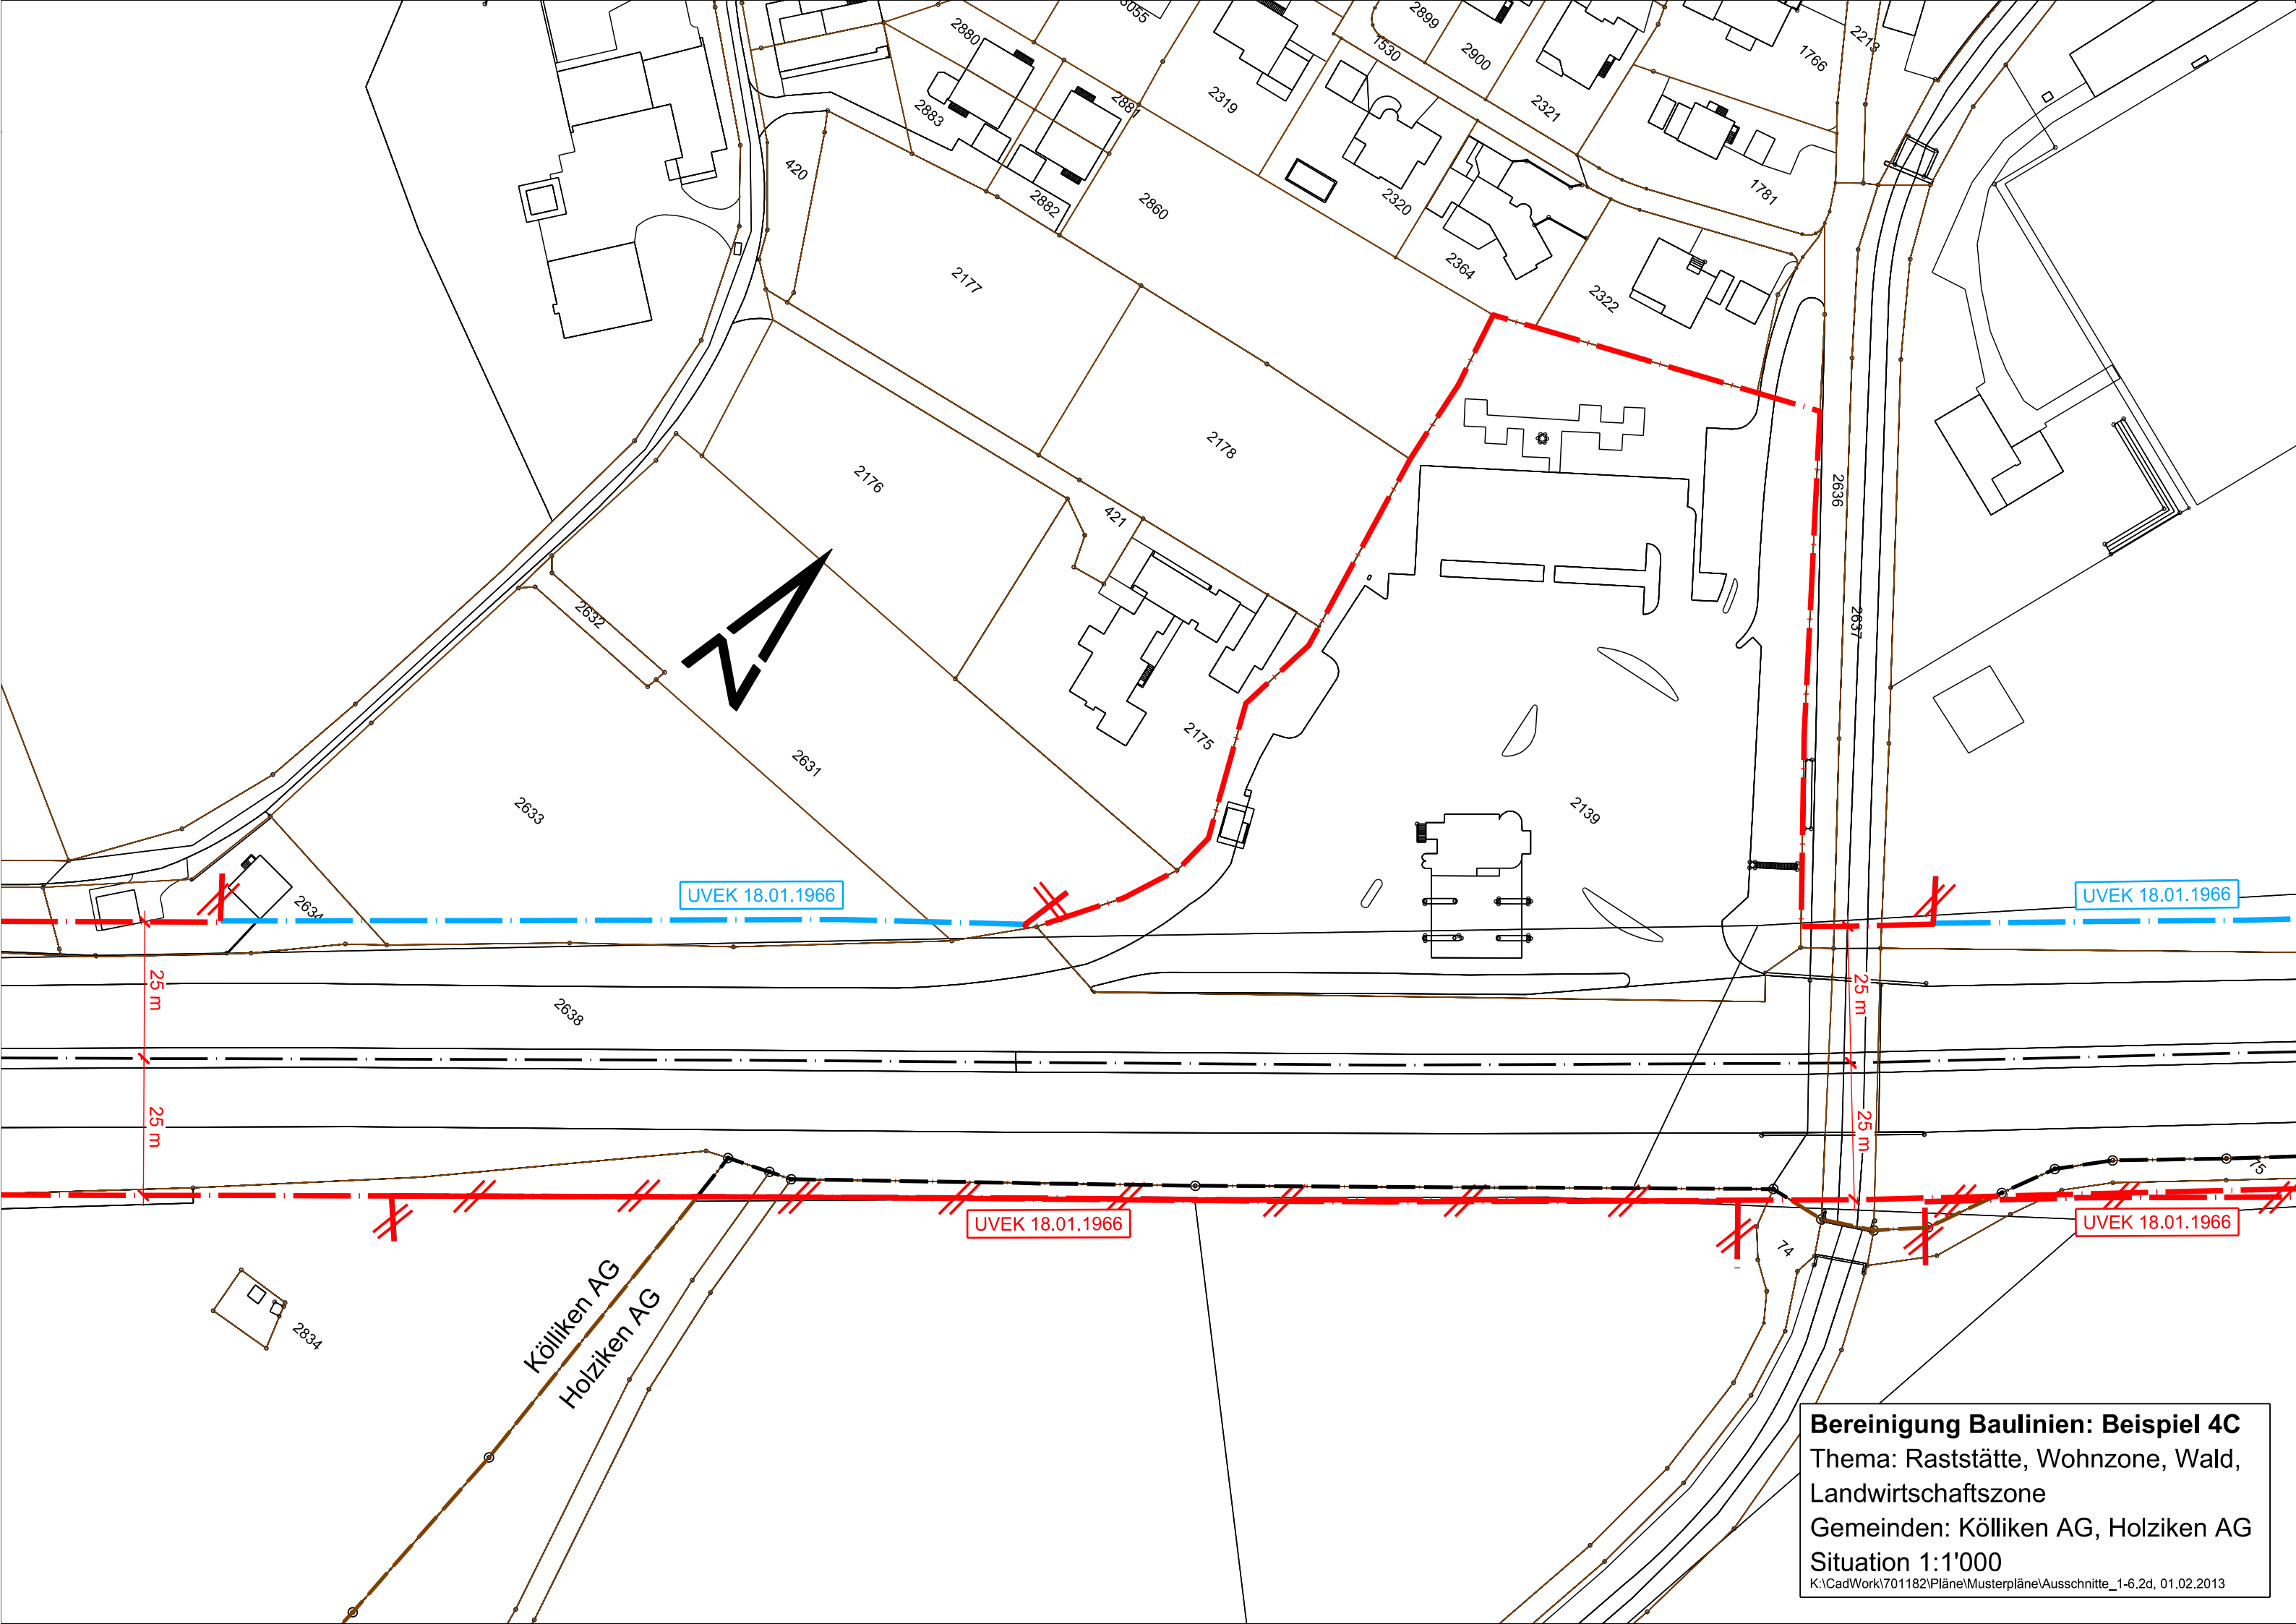 3055
2899
2213
2880
1530
2900
1766
2319
2321
2881
2883
420
1781
2882
2860
2320
2364
2177
2322
2178
2176
2636
421
2632
2637
2175
2631
2633
2139
UVEK 18.01.1966
UVEK 18.01.1966
2634
25 m
25 m
2638
25 m
25 m
75
UVEK 18.01.1966
UVEK 18.01.1966
74
Kölliken AG
Holziken AG
2834
Bereinigung Baulinien: Beispiel 4C
Thema: Raststätte, Wohnzone, Wald,
Landwirtschaftszone
Gemeinden: Kölliken AG, Holziken AG
Situation 1:1'000
K:\CadWork\701182\Pläne\Musterpläne\Ausschnitte_1-6.2d, 01.02.2013